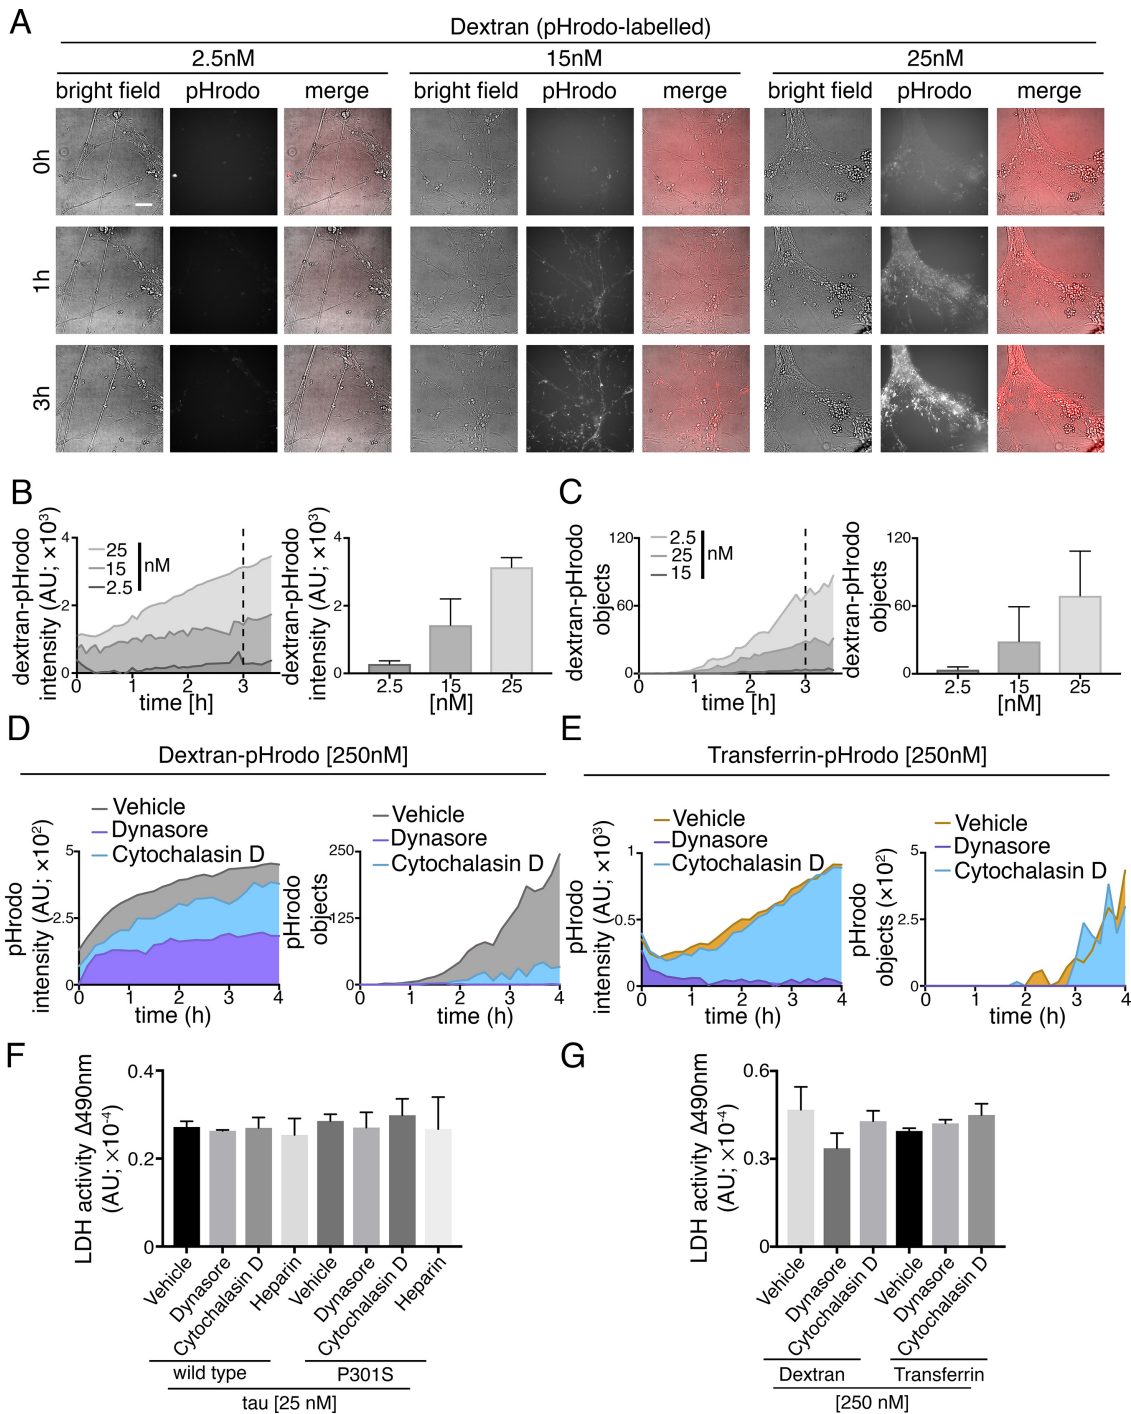 A
Dextran (pHrodo-labelled)
2.5nM 15nM 25nM
bright field pHrodo merge bright field pHrodo merge bright field pHrodo merge
0h
1h
3h
B
dextran-pHrodo
intensity (AU; ×10³)
4
2
0
25
15
2.5
nM
0 1 2 3
time [h]
dextran-pHrodo
intensity (AU; ×10³)
4
2
0
2.5 15 25
[nM]
C
dextran-pHrodo
objects
120
60
0
2.5
25
15
nM
0 1 2 3
time [h]
dextran-pHrodo
objects
120
60
0
2.5 15 25
[nM]
D
Dextran-pHrodo [250nM]
pHrodo
intensity (AU; ×10²)
Vehicle
Dynasore
Cytochalasin D
5
2.5
0
0 1 2 3 4
time (h)
pHrodo
objects
Vehicle
Dynasore
Cytochalasin D
250
125
0
0 1 2 3 4
time (h)
E
Transferrin-pHrodo [250nM]
pHrodo
intensity (AU; ×10³)
Vehicle
Dynasore
Cytochalasin D
1
0.5
0
0 1 2 3 4
time (h)
pHrodo
objects (×10²)
Vehicle
Dynasore
Cytochalasin D
5
2.5
0
0 1 2 3 4
time (h)
F
LDH activity Δ490nm
(AU; ×10⁻⁴)
0.4
0.2
0
Vehicle
Dynasore
Cytochalasin D
Heparin
Vehicle
Dynasore
Cytochalasin D
Heparin
wild type P301S
tau [25 nM]
G
LDH activity Δ490nm
(AU; ×10⁻⁴)
0.6
0.3
0
Vehicle
Dynasore
Cytochalasin D
Vehicle
Dynasore
Cytochalasin D
Dextran Transferrin
[250 nM]